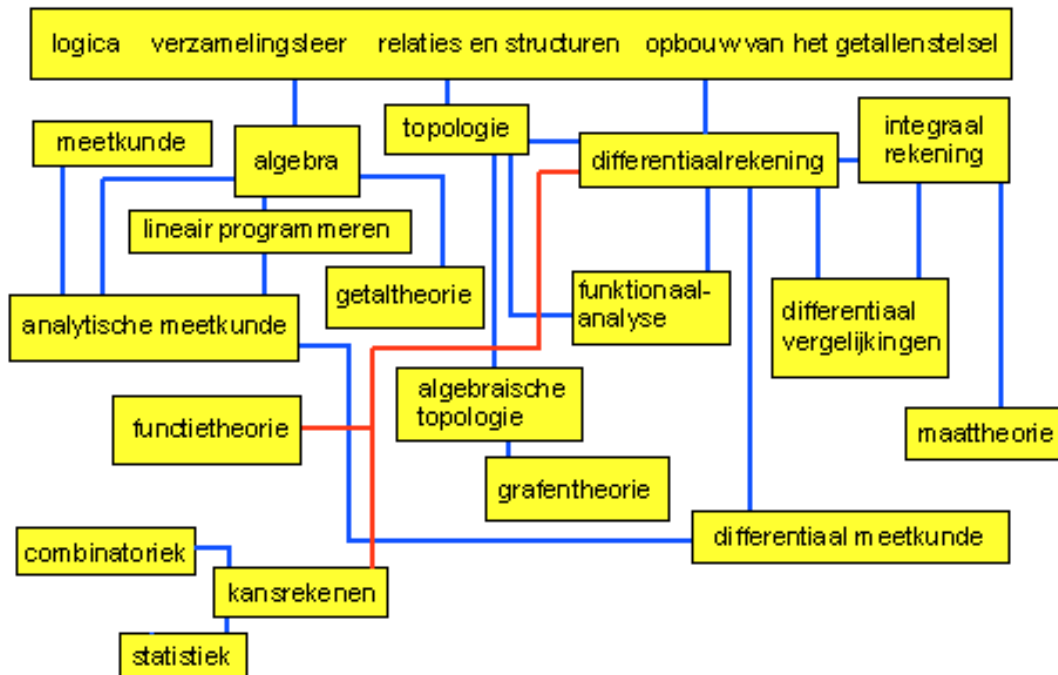 logica verzamelingsleer relaties en structuren opbouw van het getallenstelsel
meetkunde
algebra
topologie
differentiaalrekening
integraal
rekening
lineair programmeren
getaltheorie
funktionaal-
analyse
differentiaal
vergelijkingen
analytische meetkunde
algebraische
topologie
functietheorie
maattheorie
grafentheorie
differentiaal meetkunde
combinatoriek
kansrekenen
statistiek